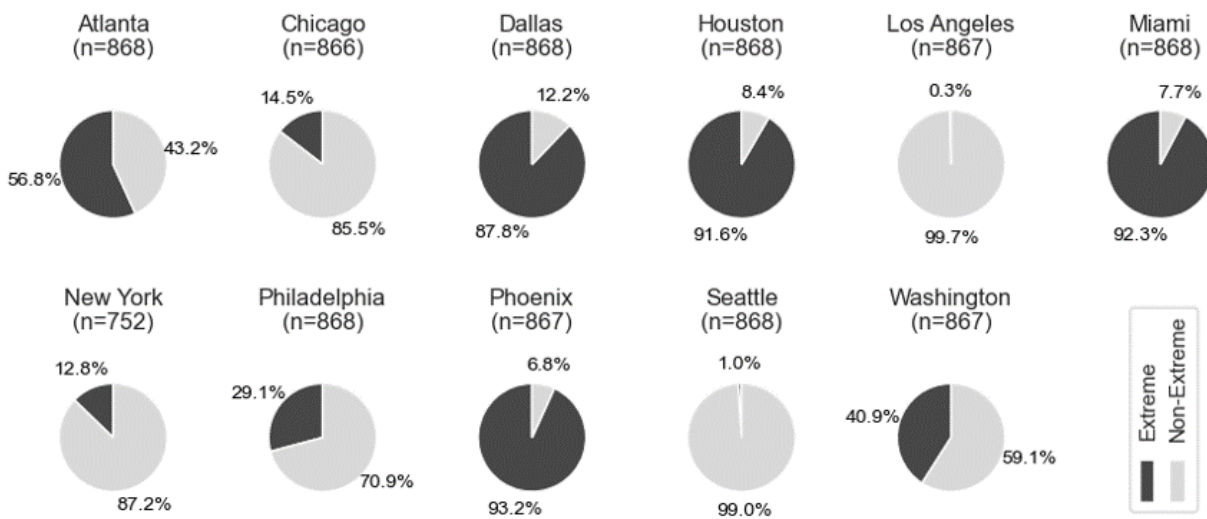 Atlanta
(n=868)
Chicago
(n=866)
Dallas
(n=868)
Houston
(n=868)
Los Angeles
(n=867)
Miami
(n=868)
43.2%
56.8%
14.5%
85.5%
12.2%
87.8%
8.4%
91.6%
0.3%
99.7%
7.7%
92.3%
New York
(n=752)
Philadelphia
(n=868)
Phoenix
(n=867)
Seattle
(n=868)
Washington
(n=867)
12.8%
87.2%
29.1%
70.9%
6.8%
93.2%
1.0%
99.0%
40.9%
59.1%
Extreme
Non-Extreme